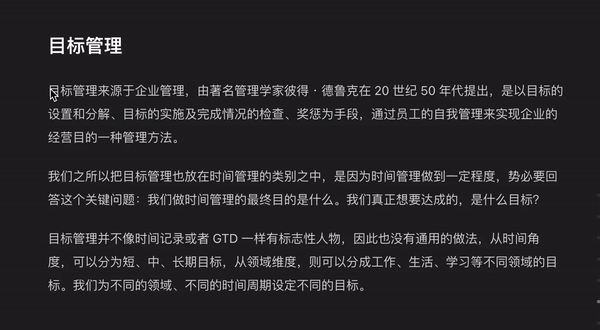 目标管理
目标管理来源于企业管理，由著名管理学家彼得·德鲁克在 20 世纪 50 年代提出，是以目标的
设置和分解、目标的实施及完成情况的检查、奖惩为手段，通过员工的自我管理来实现企业的
经营目的一种管理方法。
我们之所以把目标管理也放在时间管理的类别之中，是因为时间管理做到一定程度，势必要回
答这个关键问题：我们做时间管理的最终目的是什么。我们真正想要达成的，是什么目标？
目标管理并不像时间记录或者 GTD 一样有标志性人物，因此也没有通用的做法，从时间角
度，可以分为短、中、长期目标，从领域维度，则可以分成工作、生活、学习等不同领域的目
标。我们为不同的领域、不同的时间周期设定不同的目标。